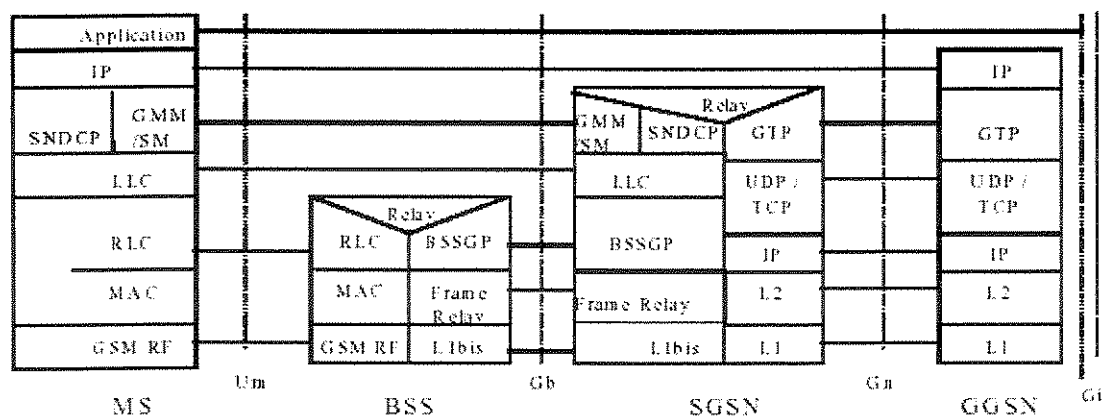 Application
IP
IP
SNDCP
GMM
/SM
Relay
GMM
/SM
SNDCP
GTP
GTP
LLC
LLC
UDP /
TCP
UDP /
TCP
Relay
RLC
RLC
BSSGP
BSSGP
IP
IP
MAC
MAC
Frame
Relay
Frame Relay
L2
L2
GSM RF
GSM RF
L1bis
L1bis
L1
L1
Um
Gb
Gn
Gi
MS
BSS
SGSN
GGSN